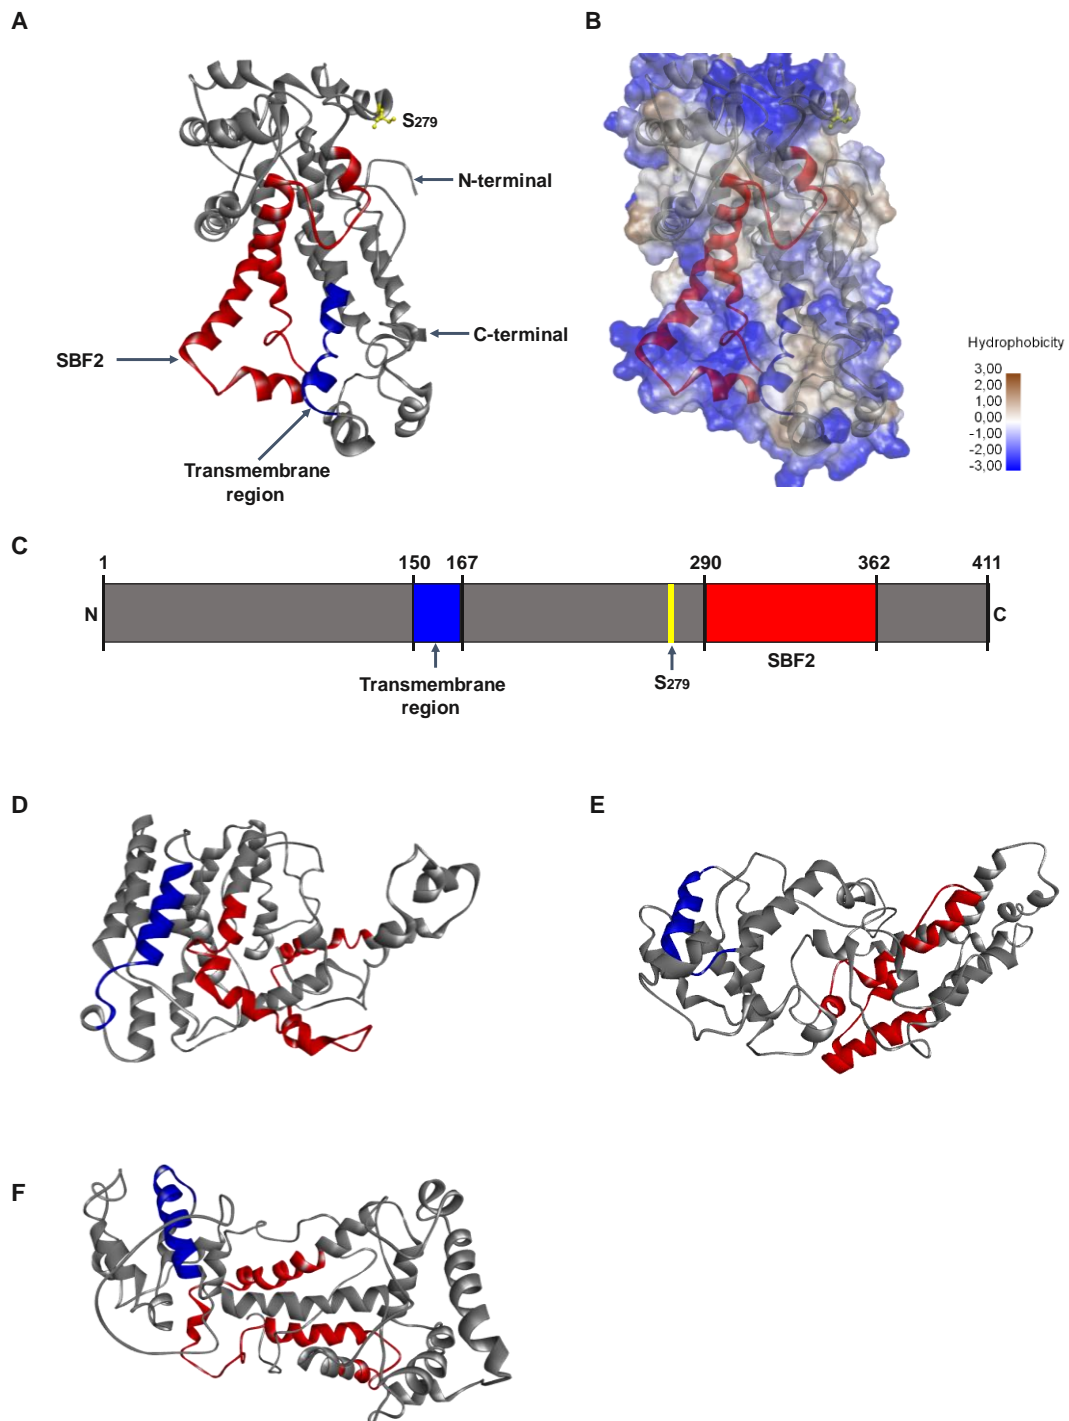 A
B
S279
N-terminal
C-terminal
SBF2
Transmembrane
region
Hydrophobicity
3,00
2,00
1,00
0,00
-1,00
-2,00
-3,00
C
1
150
167
290
362
411
N
C
SBF2
Transmembrane
region
S279
D
E
F